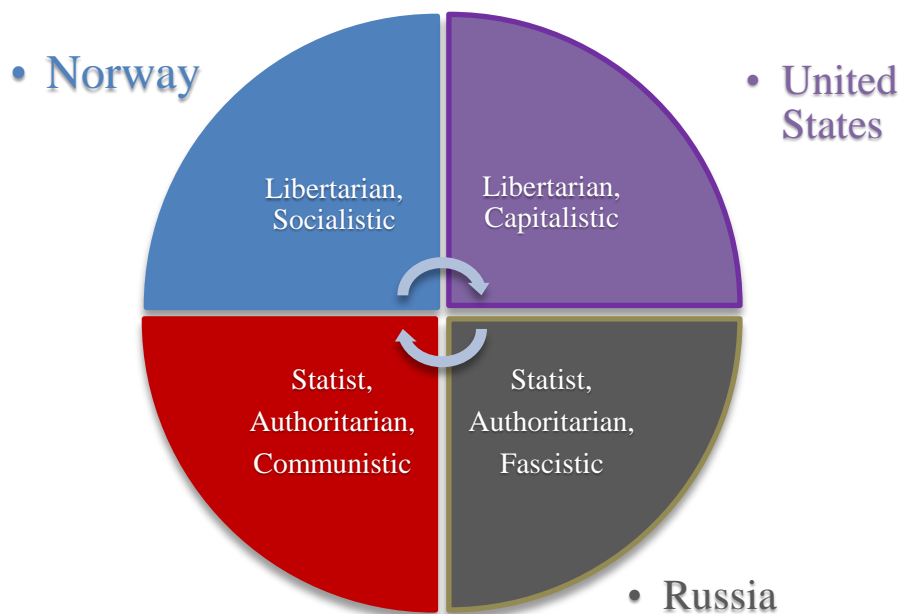 • Norway
• United
States
Libertarian,
Socialistic
Libertarian,
Capitalistic
Statist,
Authoritarian,
Communistic
Statist,
Authoritarian,
Fascistic
• Russia